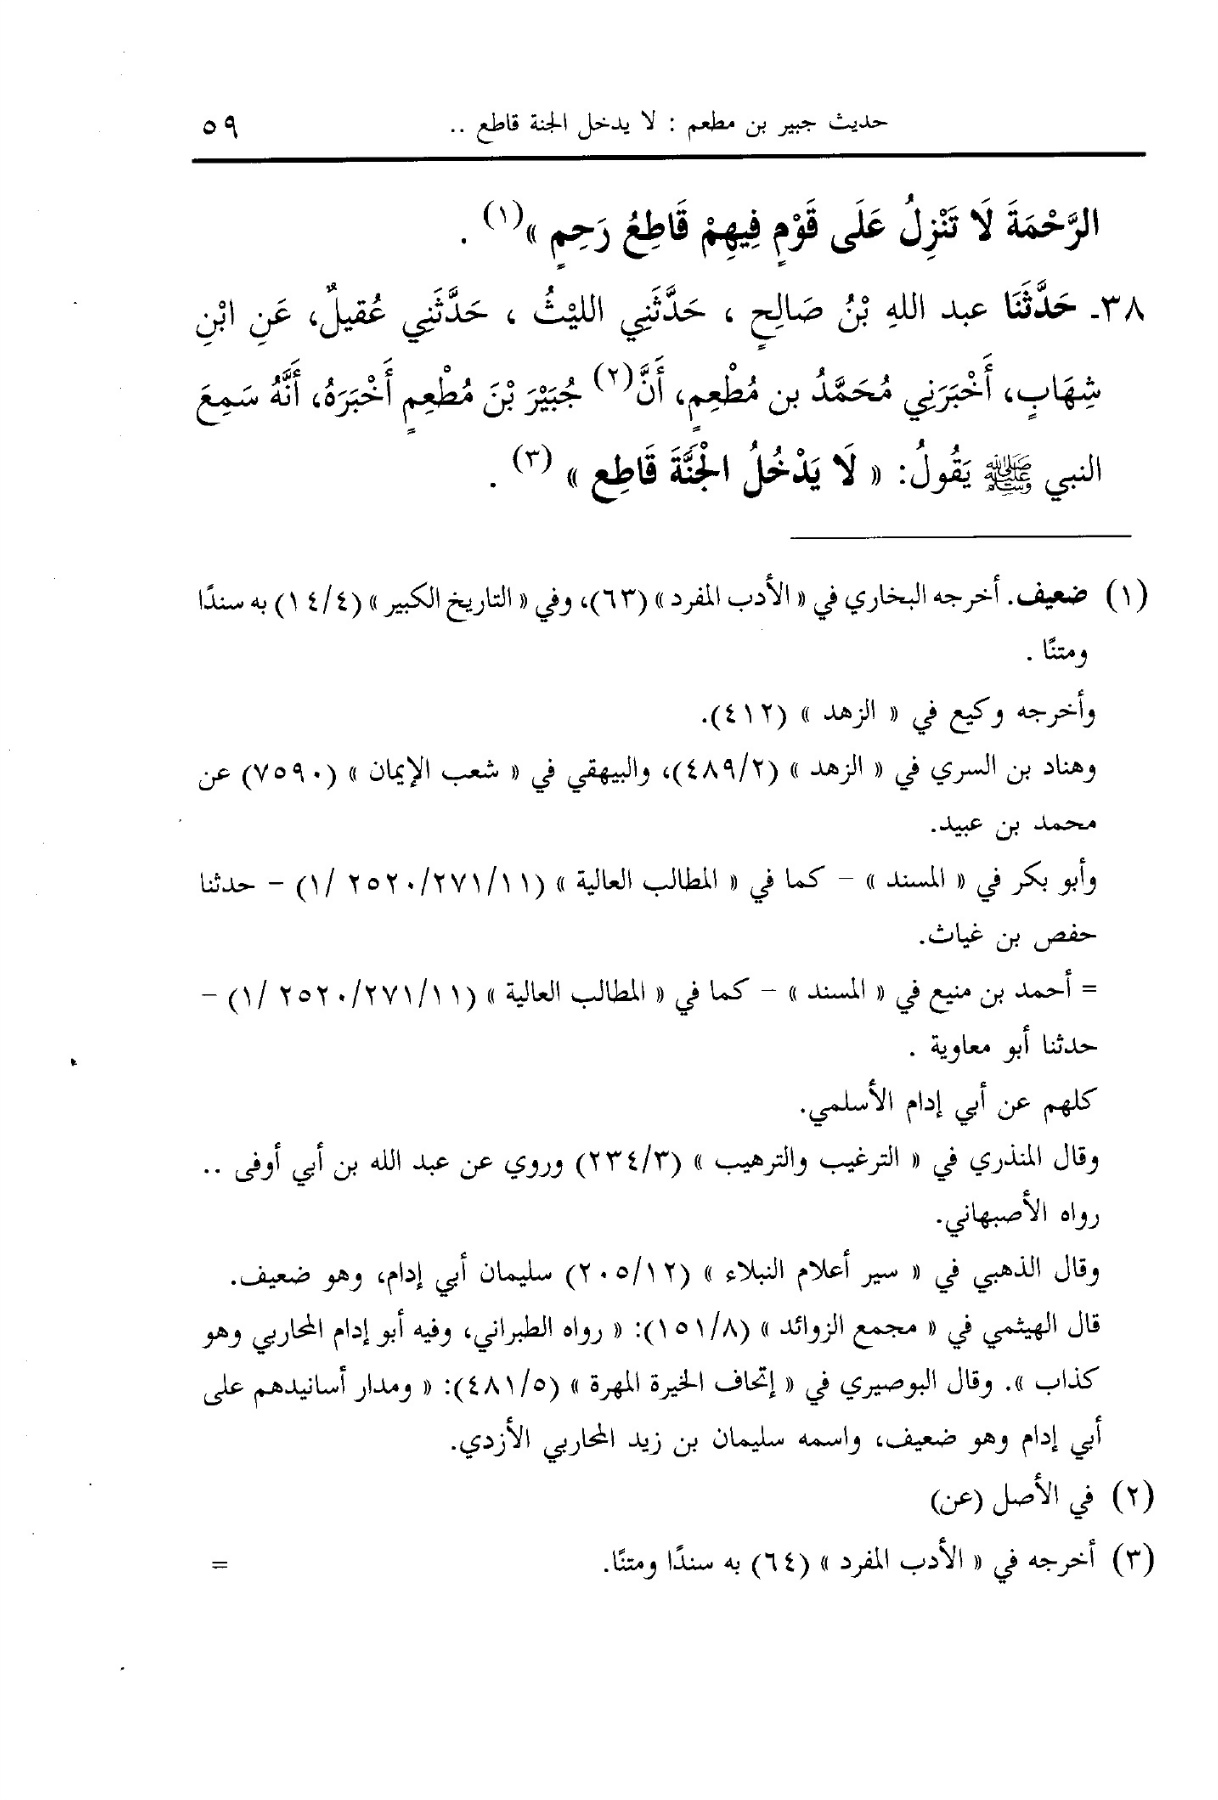 حديث جبير بن مطعم : لا يدخل الجنة قاطع .. ٥٩
الرَّحْمَةَ لَا تَنْزِلُ عَلَى قَوْمٍ فِيهِمْ قَاطِعُ رَحِمٍ »(١) .
٣٨ـ حَدَّثَنَا عبد اللهِ بْنُ صَالِحٍ ، حَدَّثَنِي الليْثُ ، حَدَّثَنِي عُقيلٌ، عَنِ ابْنِ
شِهَابٍ، أَخْبَرَنِي مُحَمَّدُ بن مُطْعِمٍ، أَنَّ(٢) جُبَيْرَ بْنَ مُطْعِمٍ أَخْبَرَهُ، أَنَّهُ سَمِعَ
النبي ﷺ يَقُولُ: « لَا يَدْخُلُ الْجَنَّةَ قَاطِع » (٣) .
(١) ضعيف. أخرجه البخاري في « الأدب المفرد » (٦٣)، وفي « التاريخ الكبير » (١٤/٤) به سندًا
ومتنًا .
وأخرجه وكيع في « الزهد » (٤١٢).
وهناد بن السري في « الزهد » (٤٨٩/٢)، والبيهقي في « شعب الإيمان » (٧٥٩٠) عن
محمد بن عبيد.
وأبو بكر في « المسند » – كما في « المطالب العالية » (٢٥٢٠/٢٧١/١١ /١) – حدثنا
حفص بن غياث.
= أحمد بن منيع في « المسند » – كما في « المطالب العالية » (٢٥٢٠/٢٧١/١١ /١) –
حدثنا أبو معاوية .
كلهم عن أبي إدام الأسلمي.
وقال المنذري في « الترغيب والترهيب » (٢٣٤/٣) وروي عن عبد الله بن أبي أوفى ..
رواه الأصبهاني.
وقال الذهبي في « سير أعلام النبلاء » (٢٠٥/١٢) سليمان أبي إدام، وهو ضعيف.
قال الهيثمي في « مجمع الزوائد » (١٥١/٨): « رواه الطبراني، وفيه أبو إدام المحاربي وهو
كذاب ». وقال البوصيري في « إتحاف الخيرة المهرة » (٤٨١/٥): « ومدار أسانيدهم على
أبي إدام وهو ضعيف، واسمه سليمان بن زيد المحاربي الأزدي.
(٢) في الأصل (عن)
(٣) أخرجه في « الأدب المفرد » (٦٤) به سندًا ومتنًا. =